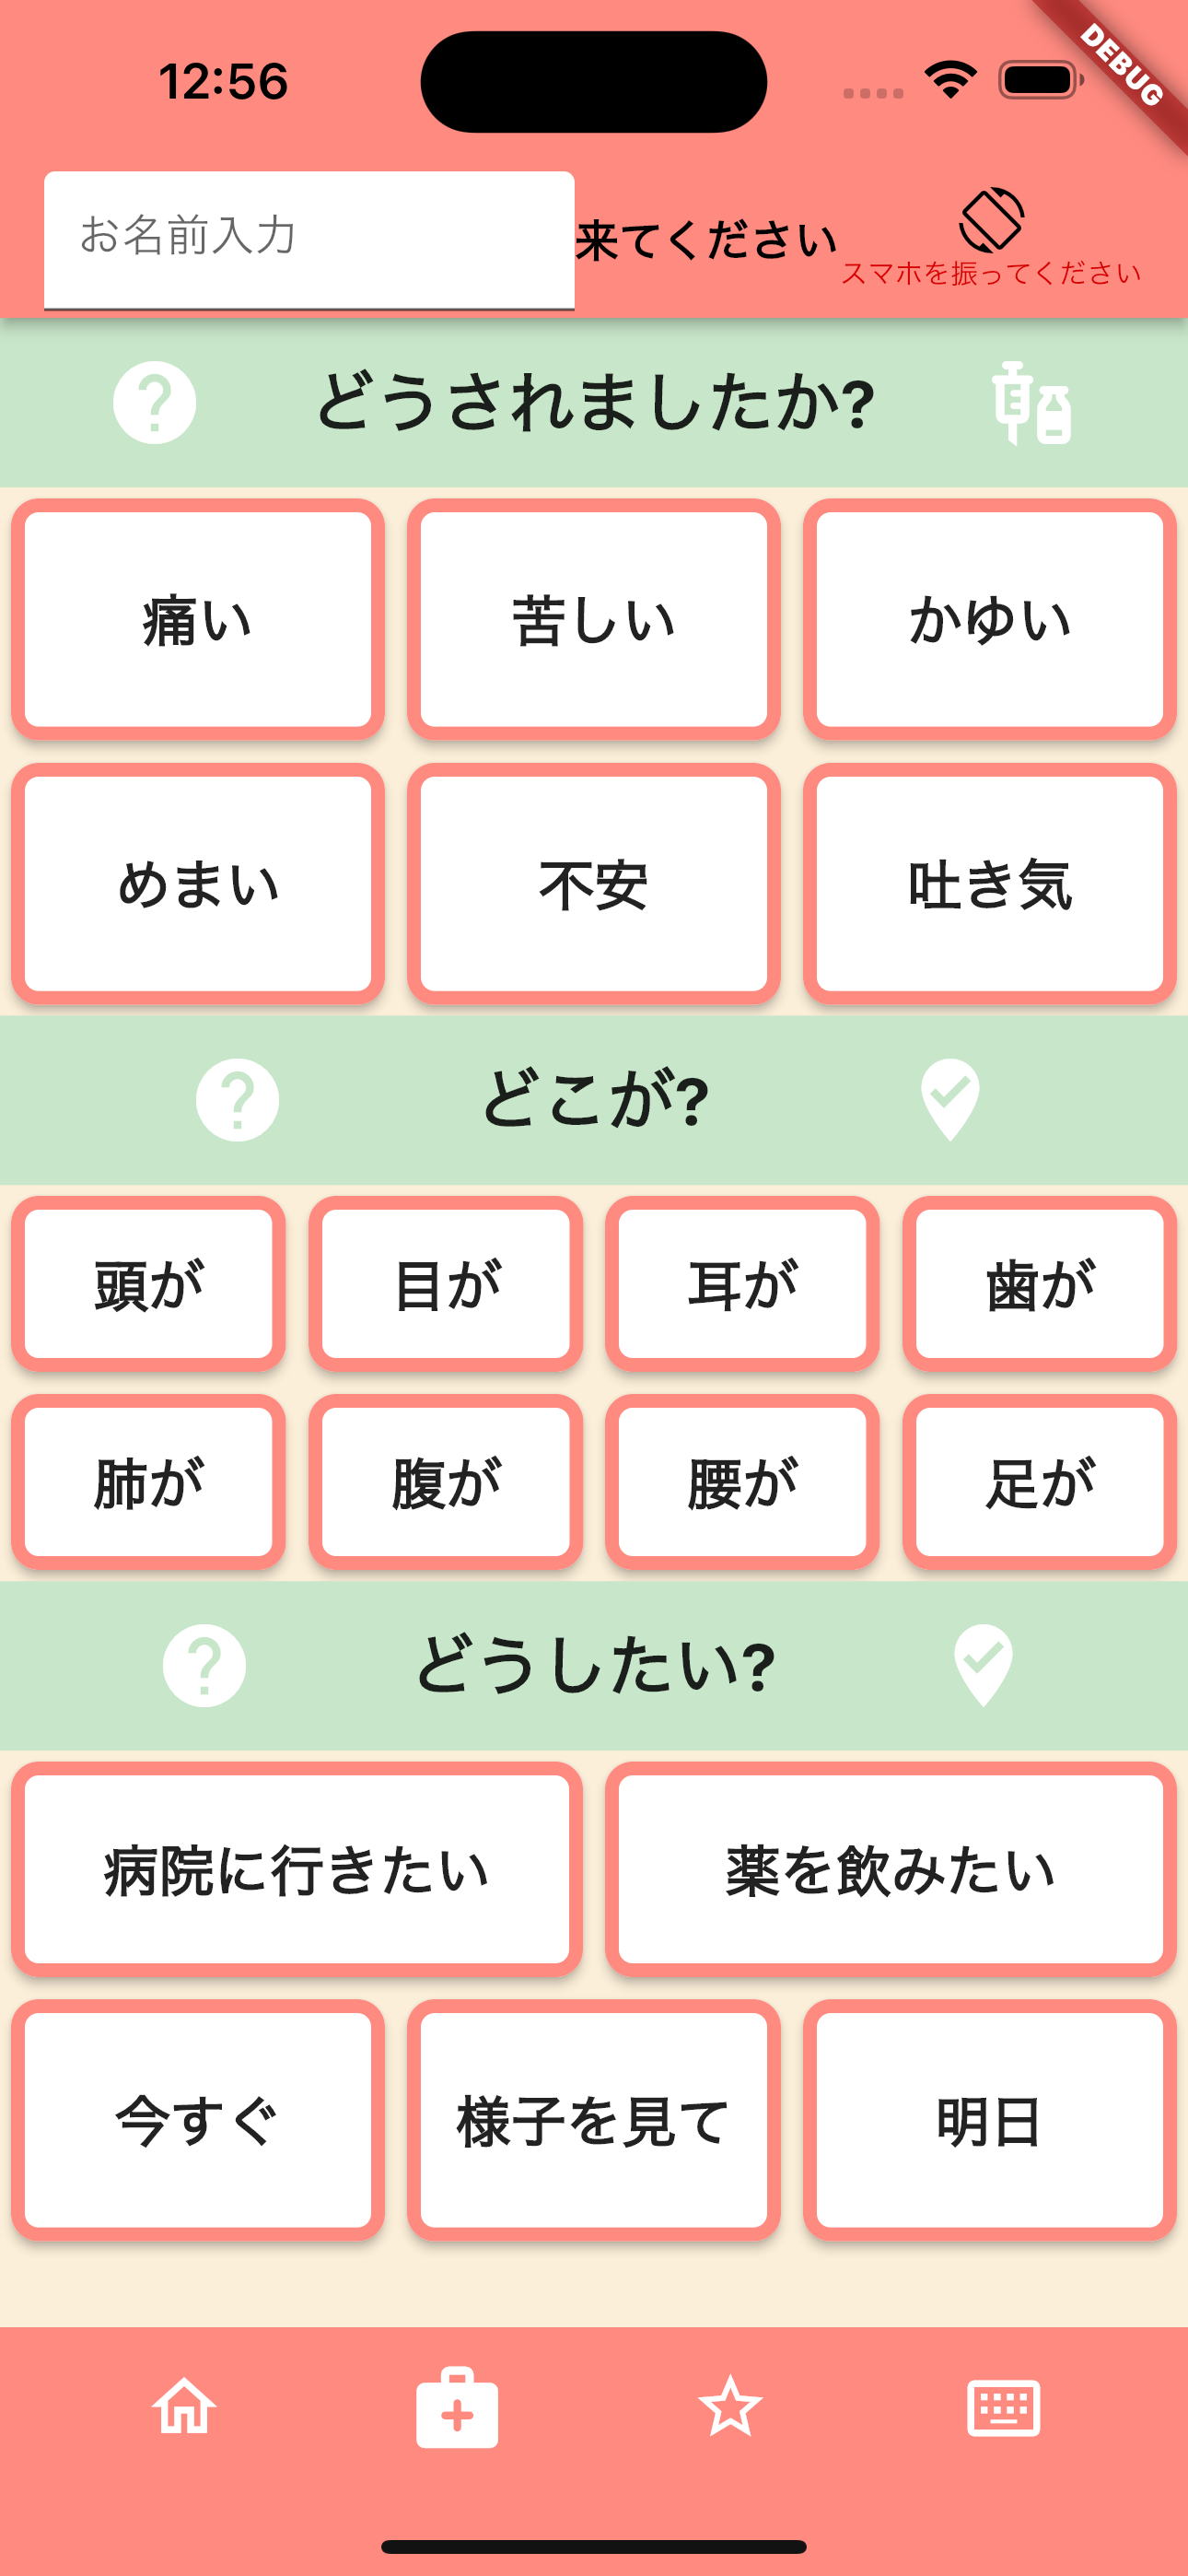 12:56
DEBUG
お名前入力
来てください
スマホを振ってください
どうされましたか?
痛い
苦しい
かゆい
めまい
不安
吐き気
どこが?
頭が
目が
耳が
歯が
肺が
腹が
腰が
足が
どうしたい?
病院に行きたい
薬を飲みたい
今すぐ
様子を見て
明日